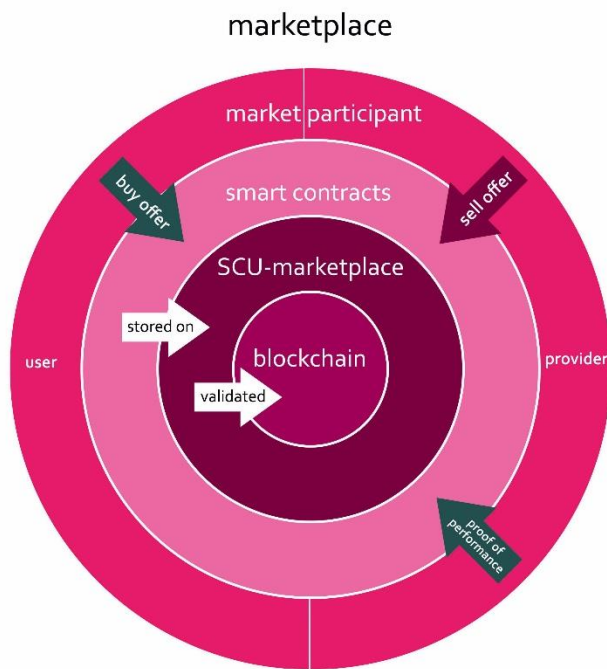 marketplace
market participant
buy offer
sell offer
smart contracts
SCU-marketplace
stored on
user
blockchain
provider
validated
proof of
performance